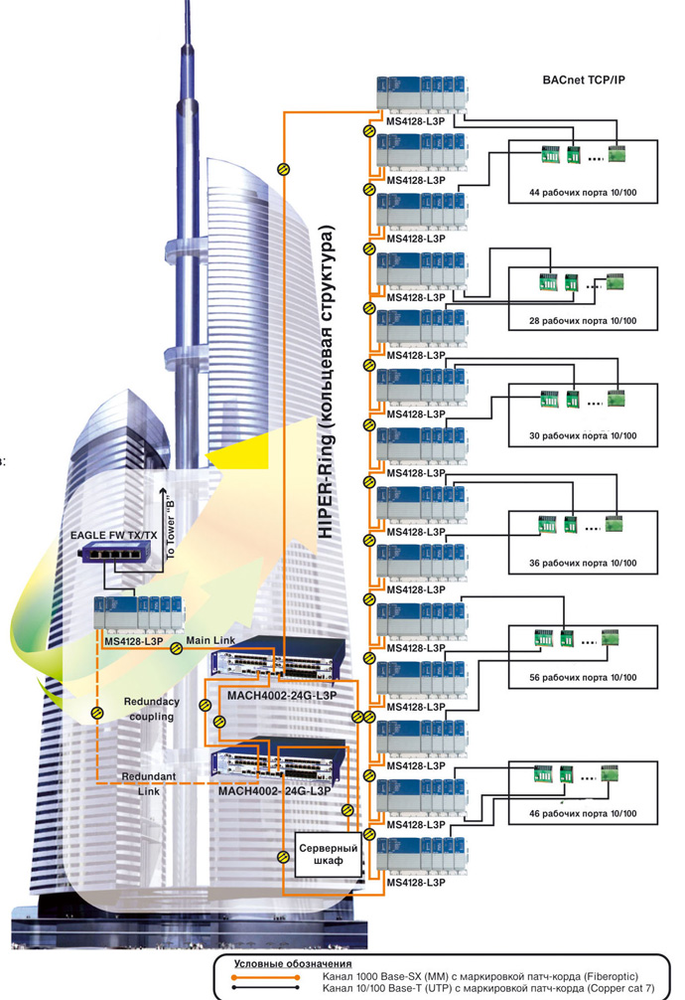 BACnet TCP/IP
MS4128-L3P
MS4128-L3P
44 рабочих порта 10/100
MS4128-L3P
MS4128-L3P
28 рабочих порта 10/100
MS4128-L3P
MS4128-L3P
30 рабочих порта 10/100
MS4128-L3P
MS4128-L3P
36 рабочих порта 10/100
MS4128-L3P
MS4128-L3P
56 рабочих порта 10/100
MS4128-L3P
MS4128-L3P
MS4128-L3P
46 рабочих порта 10/100
MS4128-L3P
HIPER-Ring (кольцевая структура)
в:
EAGLE FW TX/TX
To Tower “B”
MS4128-L3P
Main Link
MACH4002-24G-L3P
Redundacy
coupling
Redundant
Link
MACH4002- 24G-L3P
Серверный
шкаф
Условные обозначения
Канал 1000 Base-SX (MM) с маркировкой патч-корда (Fiberoptic)
Канал 10/100 Base-T (UTP) с маркировкой патч-корда (Copper cat 7)